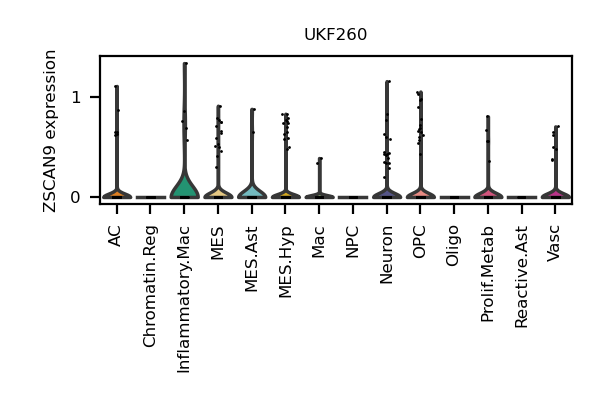 UKF260
ZSCAN9 expression
1
0
AC
Chromatin.Reg
Inflammatory.Mac
MES
MES.Ast
MES.Hyp
Mac
NPC
Neuron
OPC
Oligo
Prolif.Metab
Reactive.Ast
Vasc